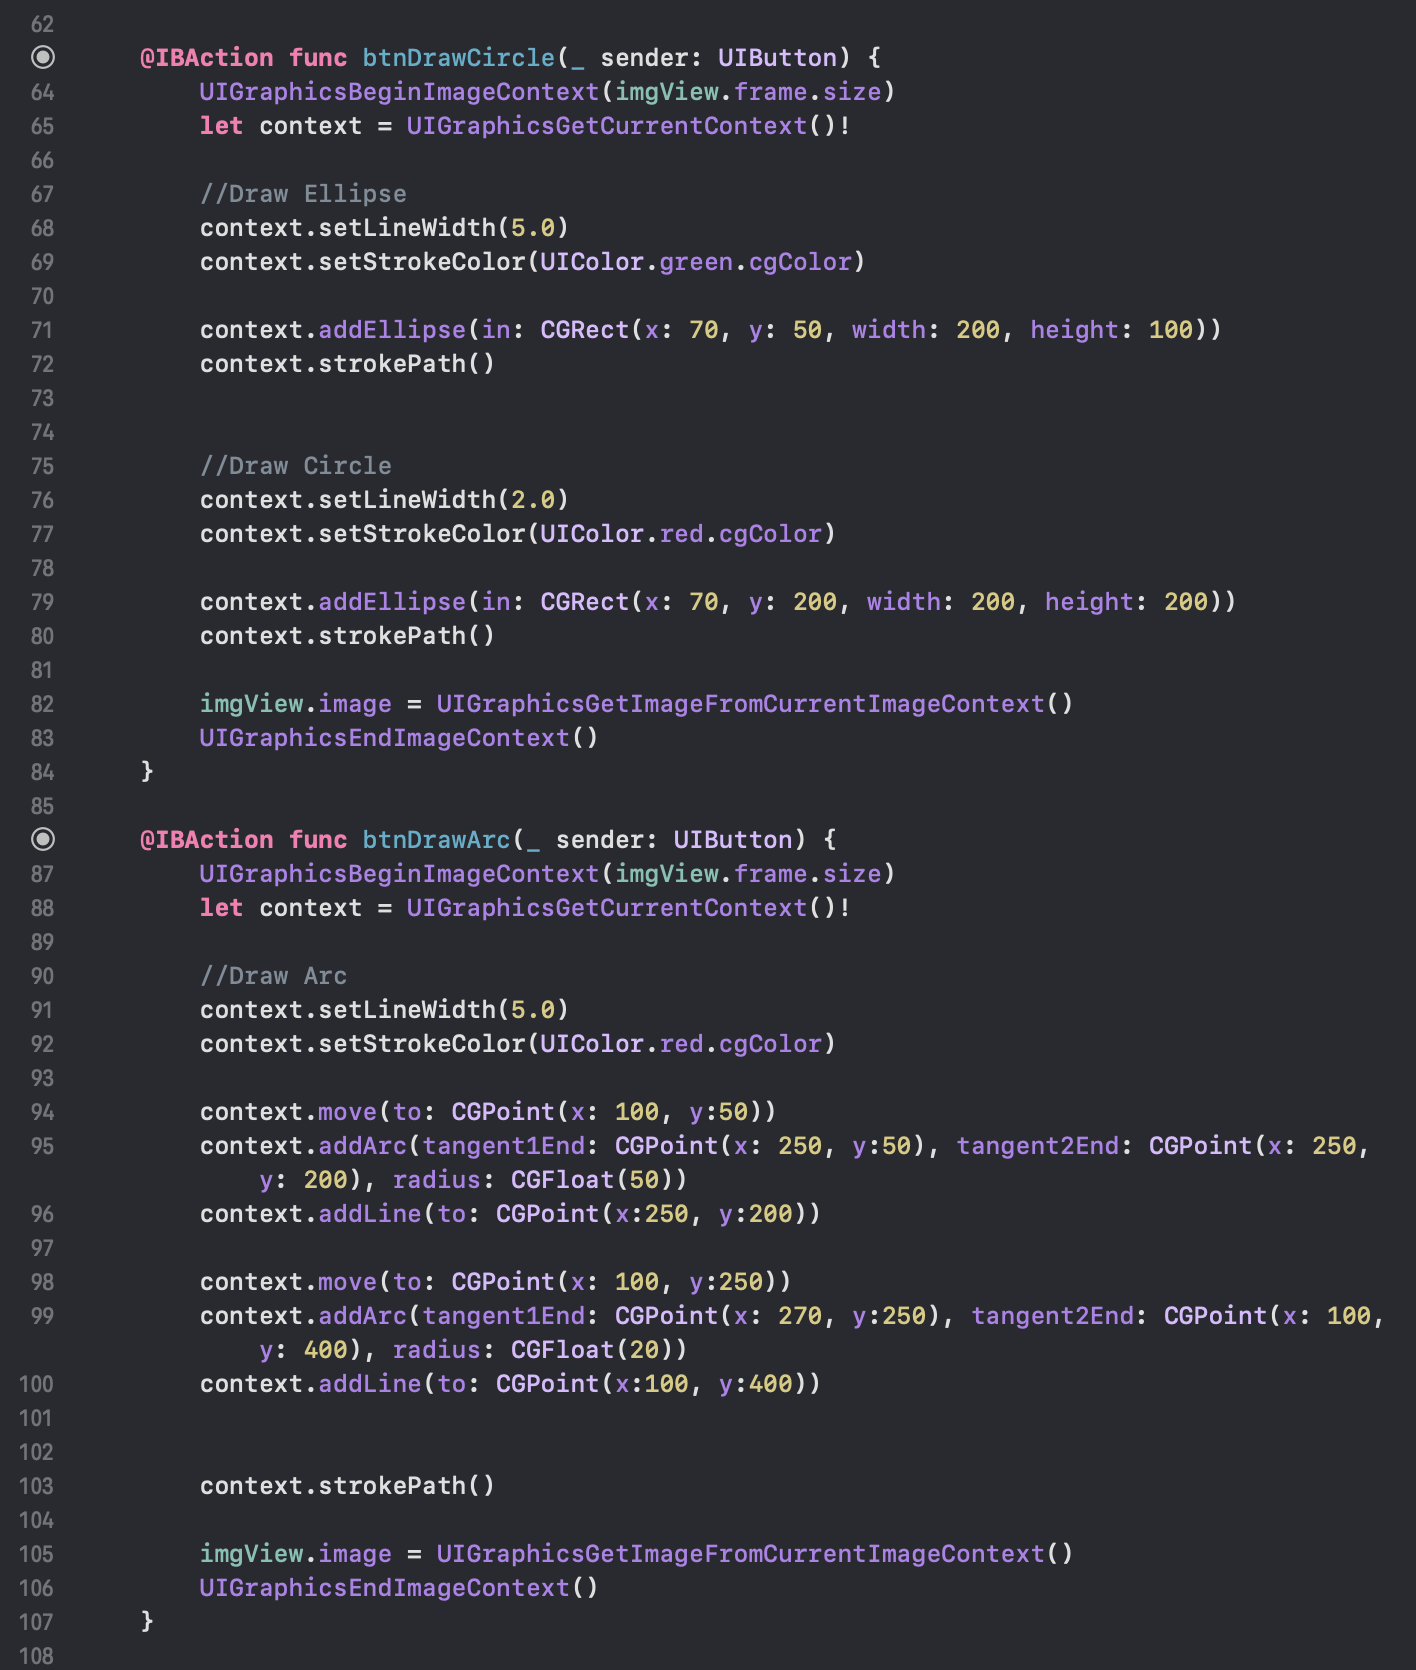 62
@IBAction func btnDrawCircle(_ sender: UIButton) {
64 UIGraphicsBeginImageContext(imgView.frame.size)
65 let context = UIGraphicsGetCurrentContext()!
66
67 //Draw Ellipse
68 context.setLineWidth(5.0)
69 context.setStrokeColor(UIColor.green.cgColor)
70
71 context.addEllipse(in: CGRect(x: 70, y: 50, width: 200, height: 100))
72 context.strokePath()
73
74
75 //Draw Circle
76 context.setLineWidth(2.0)
77 context.setStrokeColor(UIColor.red.cgColor)
78
79 context.addEllipse(in: CGRect(x: 70, y: 200, width: 200, height: 200))
80 context.strokePath()
81
82 imgView.image = UIGraphicsGetImageFromCurrentImageContext()
83 UIGraphicsEndImageContext()
84 }
85
@IBAction func btnDrawArc(_ sender: UIButton) {
87 UIGraphicsBeginImageContext(imgView.frame.size)
88 let context = UIGraphicsGetCurrentContext()!
89
90 //Draw Arc
91 context.setLineWidth(5.0)
92 context.setStrokeColor(UIColor.red.cgColor)
93
94 context.move(to: CGPoint(x: 100, y:50))
95 context.addArc(tangent1End: CGPoint(x: 250, y:50), tangent2End: CGPoint(x: 250,
y: 200), radius: CGFloat(50))
96 context.addLine(to: CGPoint(x:250, y:200))
97
98 context.move(to: CGPoint(x: 100, y:250))
99 context.addArc(tangent1End: CGPoint(x: 270, y:250), tangent2End: CGPoint(x: 100,
y: 400), radius: CGFloat(20))
100 context.addLine(to: CGPoint(x:100, y:400))
101
102
103 context.strokePath()
104
105 imgView.image = UIGraphicsGetImageFromCurrentImageContext()
106 UIGraphicsEndImageContext()
107 }
108